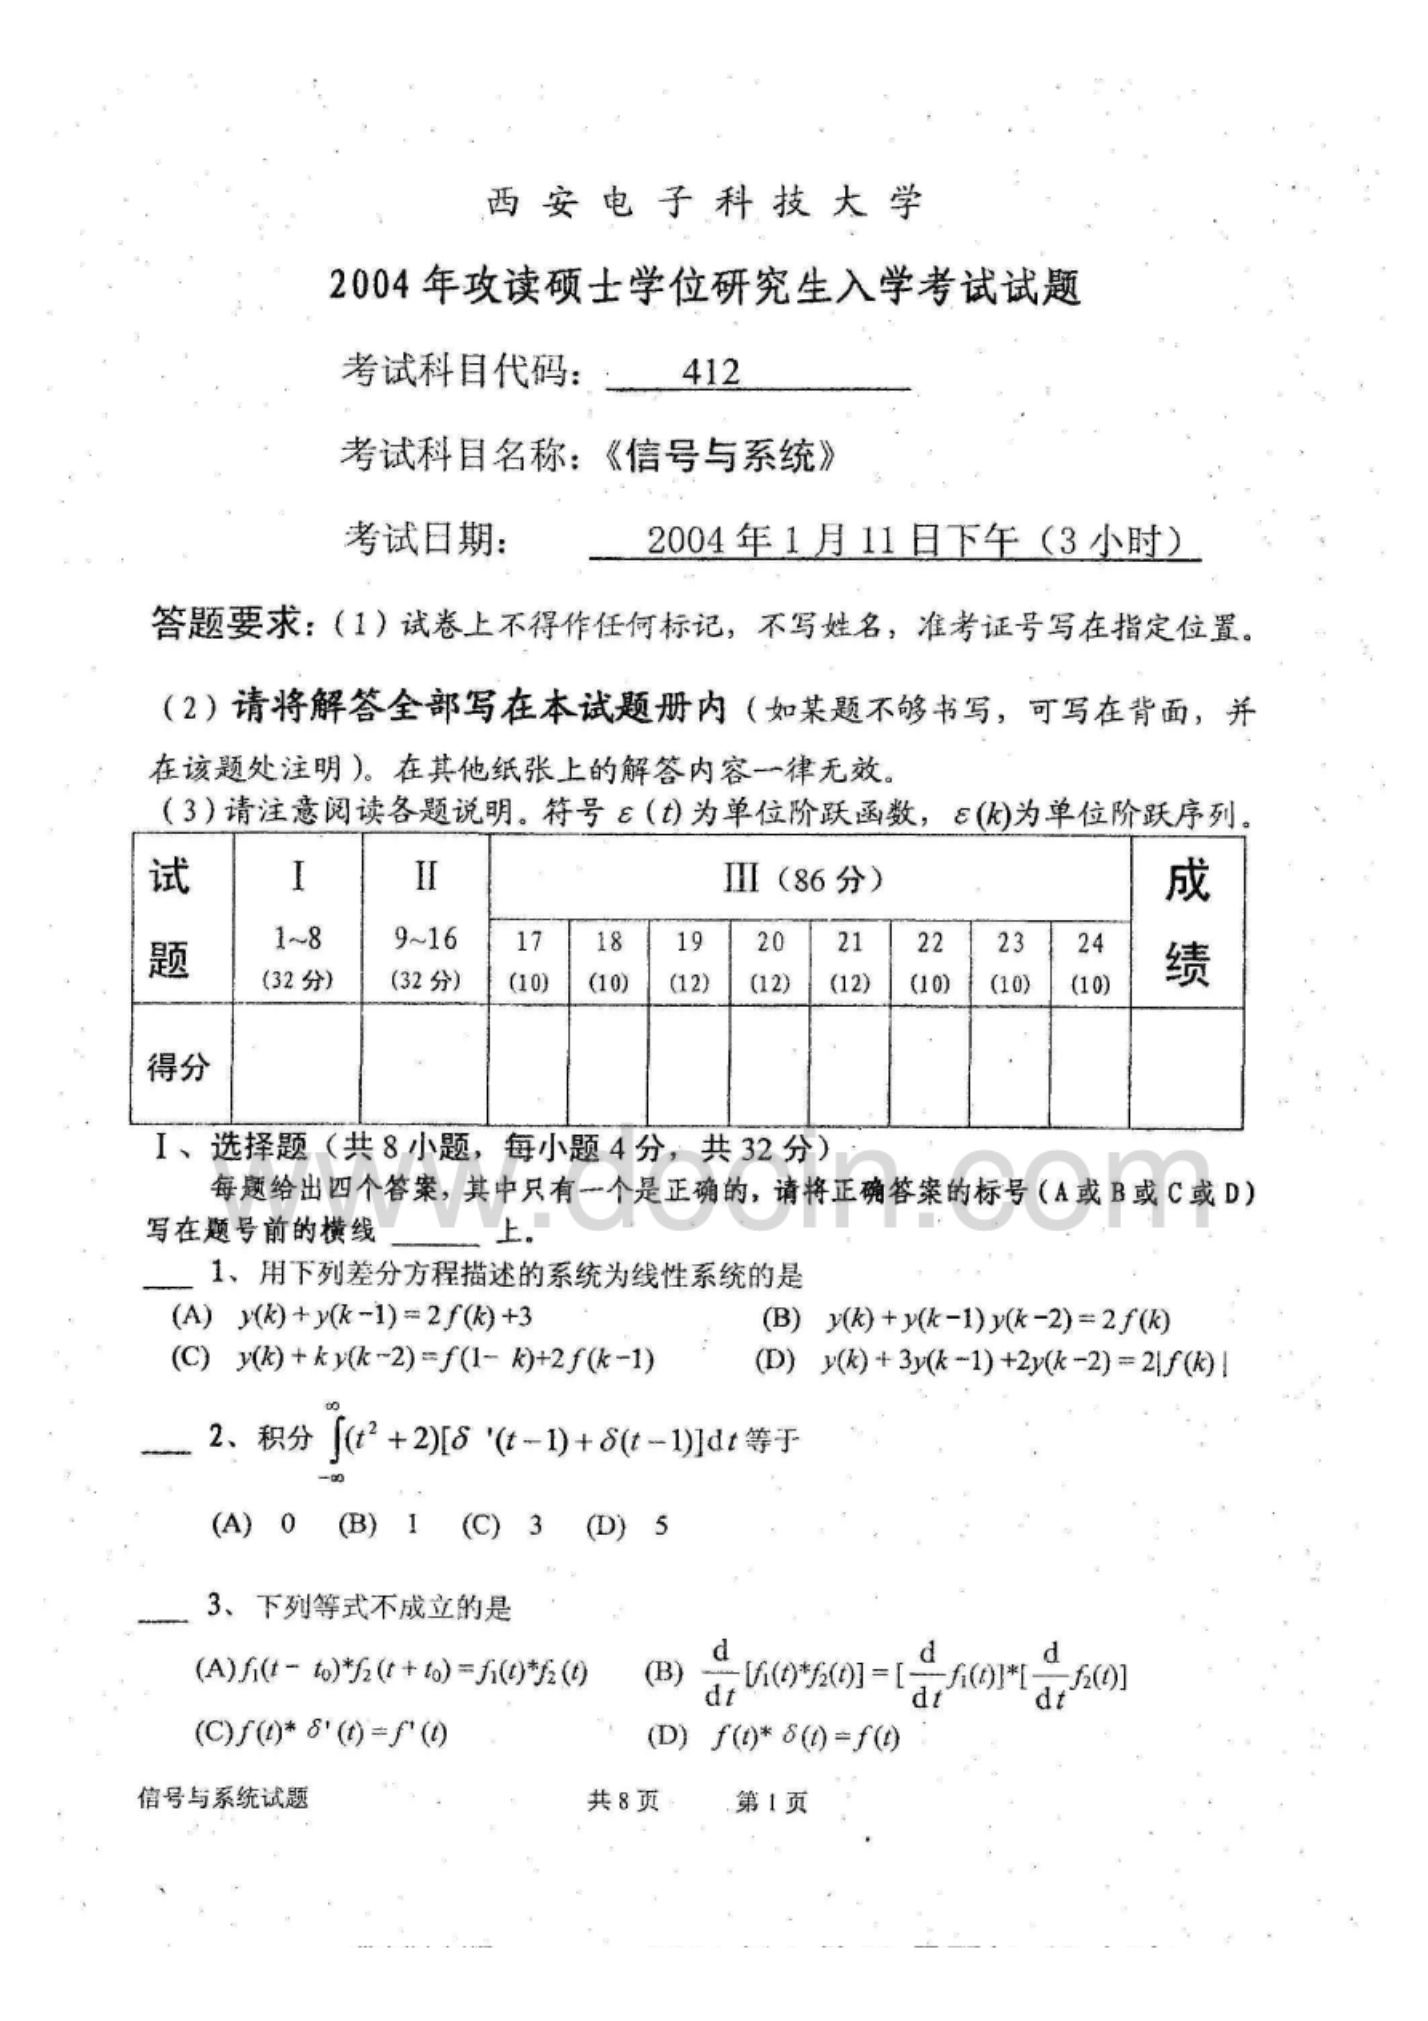 西安电子科技大学
2004年攻读硕士学位研究生入学考试试题
考试科目代码： 412
考试科目名称：《信号与系统》
考试日期： 2004年1月11日下午（3小时）
答题要求：（1）试卷上不得作任何标记，不写姓名，准考证号写在指定位置。
（2）请将解答全部写在本试题册内（如某题不够书写，可写在背面，并
在该题处注明）。在其他纸张上的解答内容一律无效。
（3）请注意阅读各题说明。符号 ε(t)为单位阶跃函数，ε(k)为单位阶跃序列。
试题 I II III（86分） 成绩
1~8 9~16 17 18 19 20 21 22 23 24
(32分) (32分) (10) (10) (12) (12) (12) (10) (10) (10)
得分
I、选择题（共8小题，每小题4分，共32分）
每题给出四个答案，其中只有一个是正确的，请将正确答案的标号（A或B或C或D）
写在题号前的横线 ____ 上。
___ 1、用下列差分方程描述的系统为线性系统的是
(A) y(k)+y(k-1)=2f(k)+3 (B) y(k)+y(k-1)y(k-2)=2f(k)
(C) y(k)+ky(k-2)=f(1-k)+2f(k-1) (D) y(k)+3y(k-1)+2y(k-2)=2|f(k)|
___ 2、积分 ∫_{-∞}^{∞}(t²+2)[δ'(t-1)+δ(t-1)]dt等于
(A) 0 (B) 1 (C) 3 (D) 5
___ 3、下列等式不成立的是
(A) f₁(t-t₀)*f₂(t+t₀)=f₁(t)*f₂(t) (B) d/dt[f₁(t)*f₂(t)]=[d/dt f₁(t)]*[d/dt f₂(t)]
(C) f(t)*δ'(t)=f'(t) (D) f(t)*δ(t)=f(t)
信号与系统试题 共8页 第1页
www.docin.com